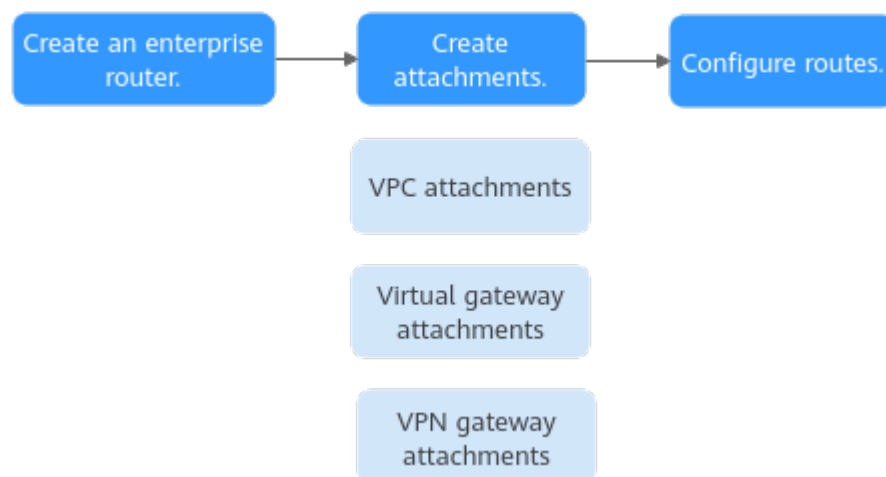 Create an enterprise
router.
Create
attachments.
Configure routes.
VPC attachments
Virtual gateway
attachments
VPN gateway
attachments